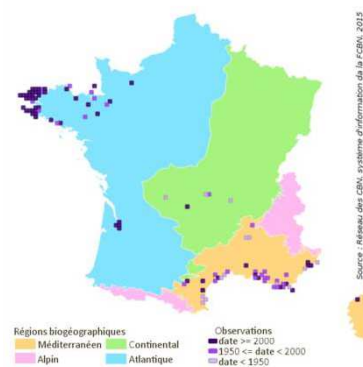 Source : Réseau des CBN, système d'information da la FCBN, 2015
Régions biogéographiques
Méditerranéen
Continental
Alpin
Atlantique
Observations
date >= 2000
1950 <= date < 2000
date < 1950